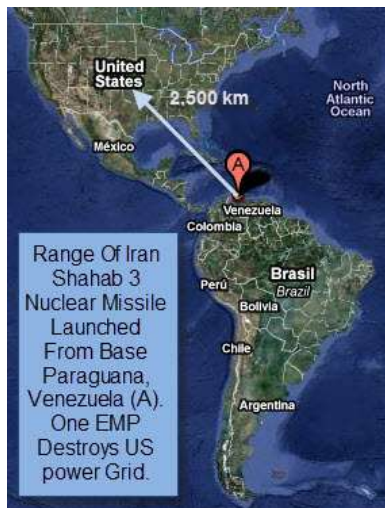 United
States
2,500 km
North
Atlantic
Ocean
México
A
Venezuela
Colombia
Range Of Iran
Shahab 3
Nuclear Missile
Launched
From Base
Paraguana,
Venezuela (A).
One EMP
Destroys US
power Grid.
Perú
Brasil
Brazil
Bolivia
Chile
Argentina